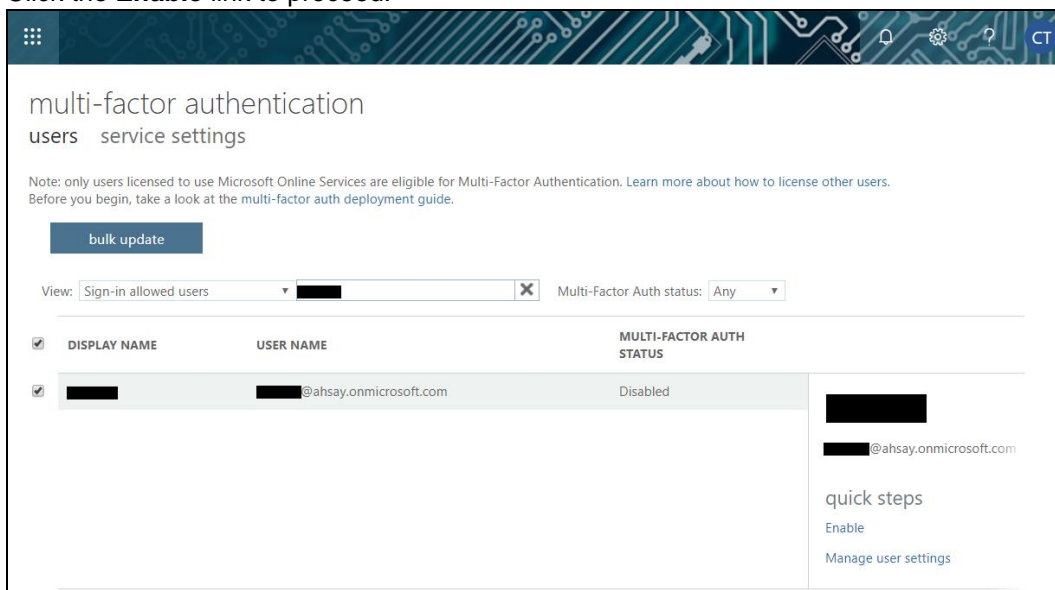 Click the Enable link to proceed.
CT
multi-factor authentication
users service settings
Note: only users licensed to use Microsoft Online Services are eligible for Multi-Factor Authentication. Learn more about how to license other users.
Before you begin, take a look at the multi-factor auth deployment guide.
bulk update
View: Sign-in allowed users Multi-Factor Auth status: Any
DISPLAY NAME USER NAME MULTI-FACTOR AUTH
STATUS
@ahsay.onmicrosoft.com Disabled
@ahsay.onmicrosoft.com
quick steps
Enable
Manage user settings